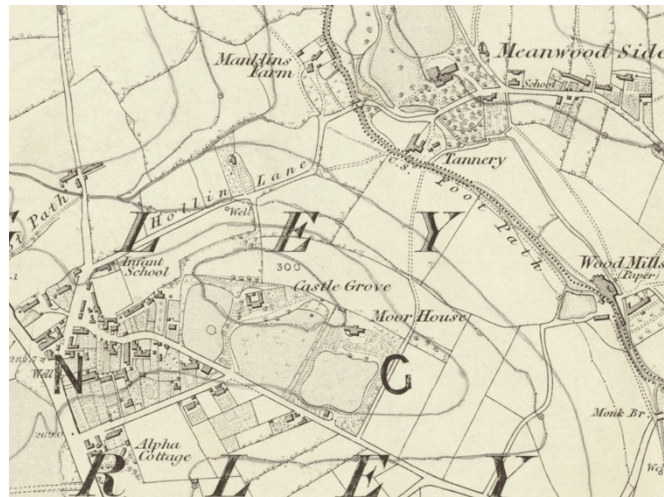 Meanwood Side
Manklins
Farm
School
Tannery
C.S.
Foot Path
Hollin Lane
Well
Path
L E Y
Infant
School
300
Castle Grove
Moor House
Wood Mills
(Paper)
Well
N G
Monk Br.
Alpha
Cottage
R L E Y